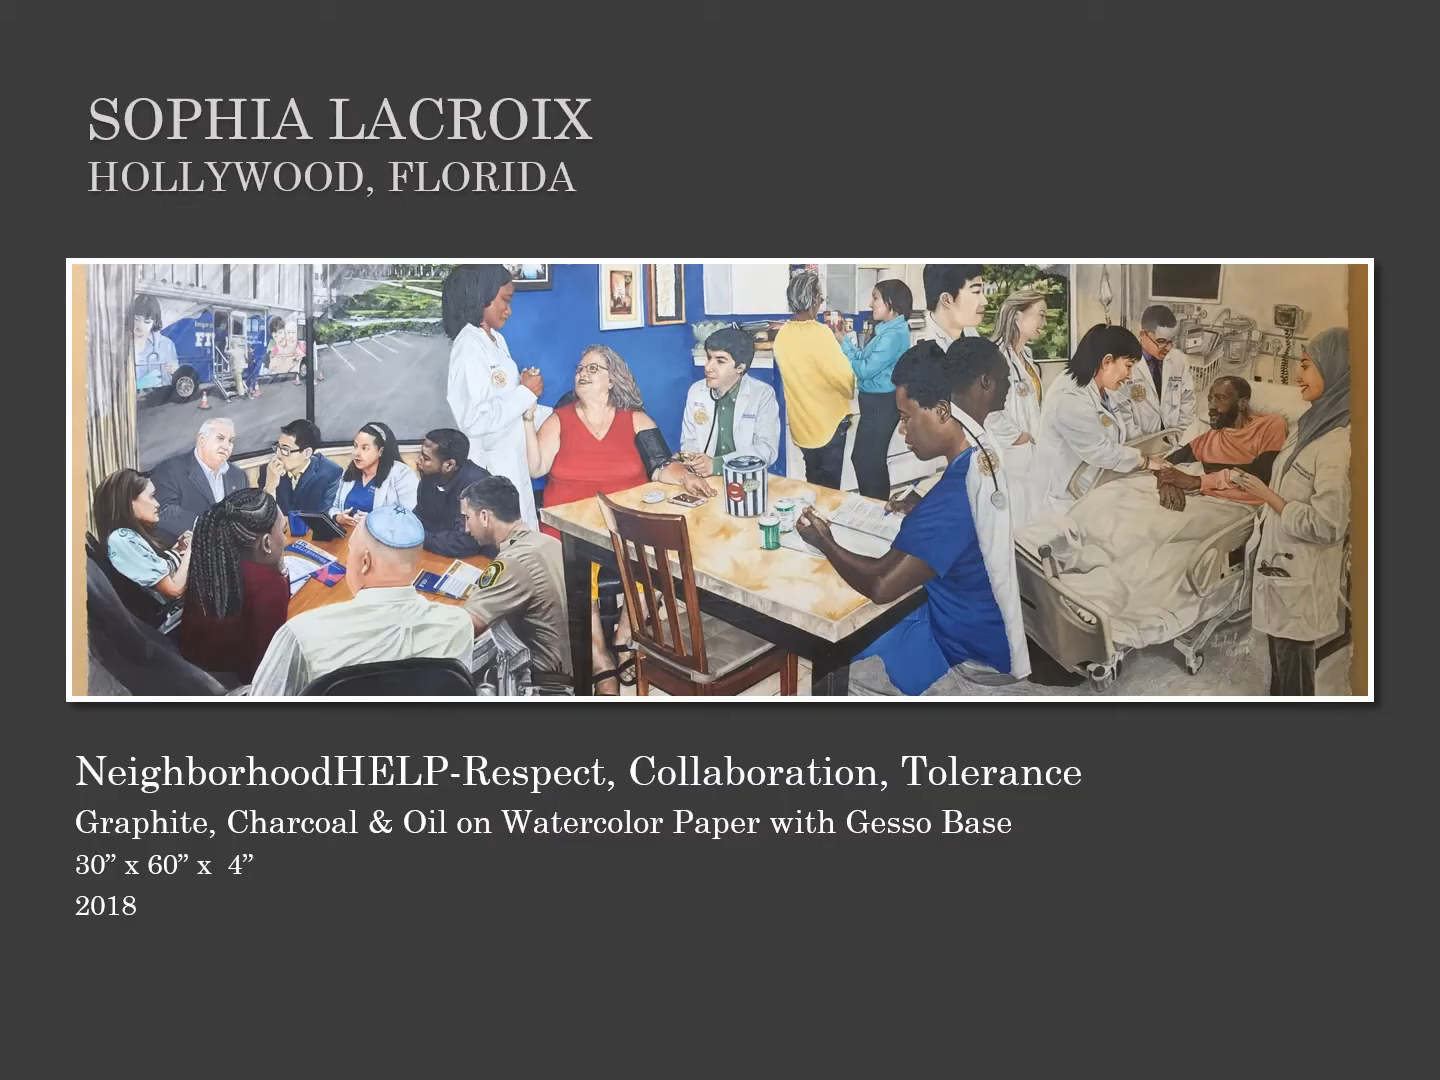 SOPHIA LACROIX
HOLLYWOOD, FLORIDA
NeighborhoodHELP-Respect, Collaboration, Tolerance
Graphite, Charcoal & Oil on Watercolor Paper with Gesso Base
30” x 60” x  4”
2018